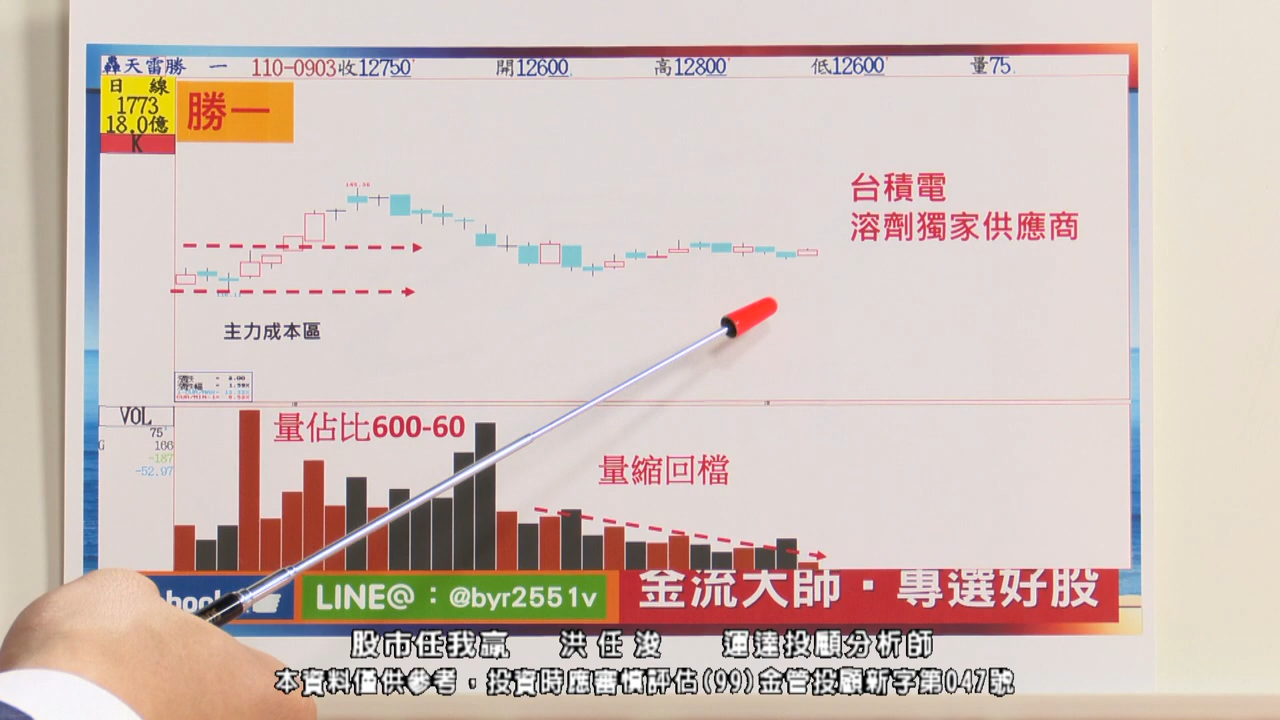 轟天雷勝 一 110-0903收12750 開12600 高12800 低12600 量75
日 線
1773
18.0億
K
勝一
台積電
溶劑獨家供應商
主力成本區
VOL
75
G 166
-187
-52.97
量佔比600-60
量縮回檔
book
LINE@：@byr2551v
金流大師·專選好股
股市任我贏 洪任浚 運達投顧分析師
本資料僅供參考，投資時應審慎評估(99)金管投顧新字第047號